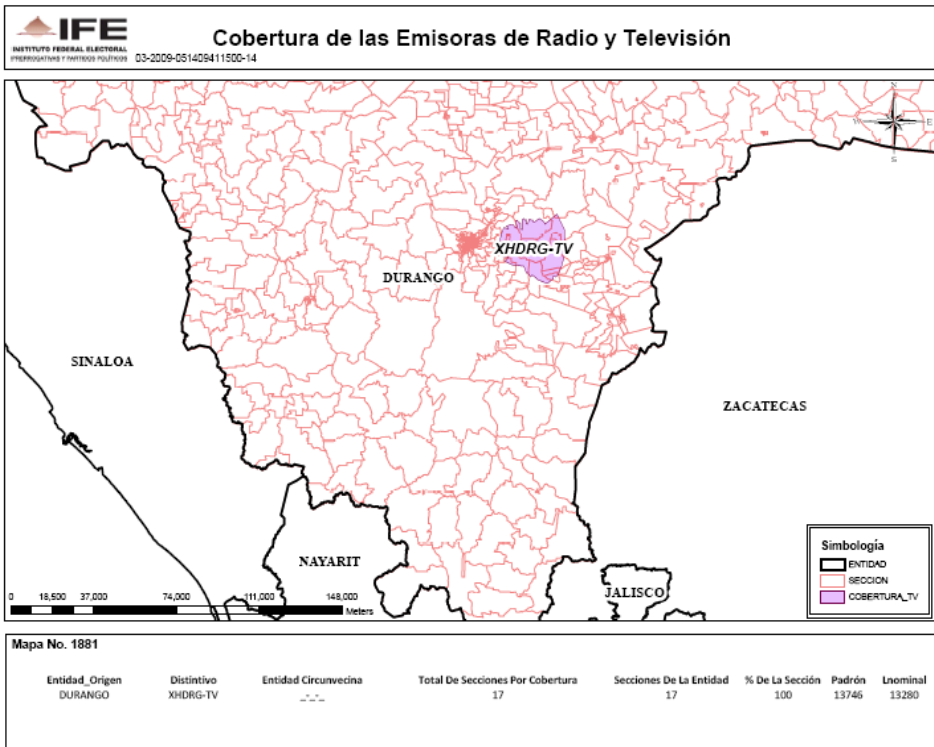 IFE
INSTITUTO FEDERAL ELECTORAL
PRERROGATIVAS Y PARTIDOS POLÍTICOS
03-2009-051409411500-14
Cobertura de las Emisoras de Radio y Televisión
N
W E
S
XHDRG-TV
DURANGO
SINALOA
ZACATECAS
NAYARIT
JALISCO
Simbología
ENTIDAD
SECCION
COBERTURA_TV
0 18,500 37,000 74,000 111,000 148,000
Meters
Mapa No. 1881
Entidad_Origen Distintivo Entidad Circunvecina Total De Secciones Por Cobertura Secciones De La Entidad % De La Sección Padrón Lnominal
DURANGO XHDRG-TV _-_-_ 17 17 100 13746 13280